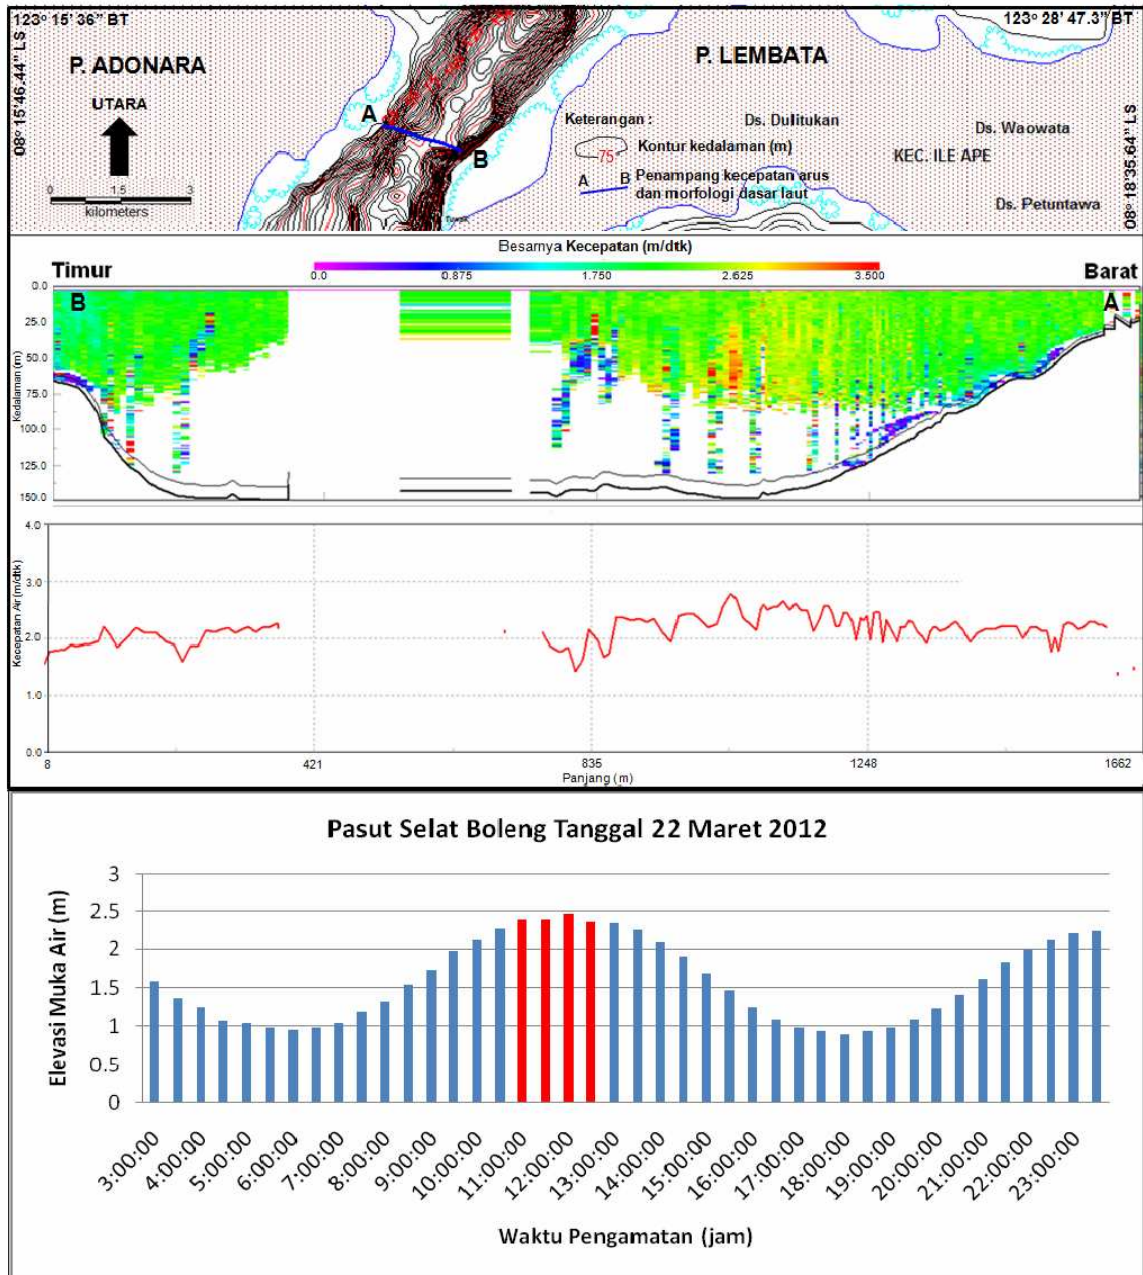 123º 15' 36" BT
123º 28' 47.3" BT
08º 15'46.44" LS
08º 18'35.64" LS
P. ADONARA
P. LEMBATA
UTARA
A
B
0 1.5 3
kilometers
Keterangan :
75
Kontur kedalaman (m)
A B Penampang kecepatan arus
dan morfologi dasar laut
Ds. Dulitukan
Ds. Waowata
KEC. ILE APE
Ds. Petuntawa
Besarnya Kecepatan (m/dtk)
Timur
Barat
0.0 0.875 1.750 2.625 3.500
B
A
Kedalaman (m)
0.0
25.0
50.0
75.0
100.0
125.0
150.0
Kecepatan Air (m/dtk)
4.0
3.0
2.0
1.0
0.0
8 421 835 1248 1662
Panjang (m)
Pasut Selat Boleng Tanggal 22 Maret 2012
Elevasi Muka Air (m)
3
2.5
2
1.5
1
0.5
0
3:00:00 4:00:00 5:00:00 6:00:00 7:00:00 8:00:00 9:00:00 10:00:00 11:00:00 12:00:00 13:00:00 14:00:00 15:00:00 16:00:00 17:00:00 18:00:00 19:00:00 20:00:00 21:00:00 22:00:00 23:00:00
Waktu Pengamatan (jam)